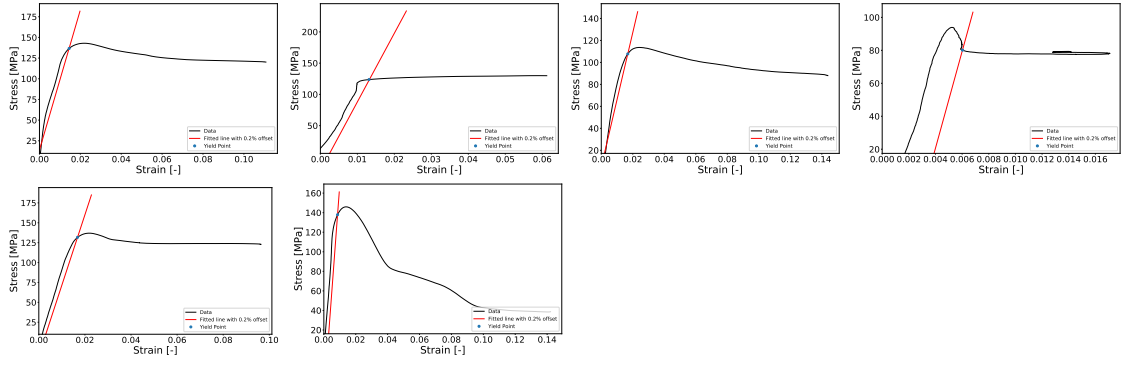 175
150
125
100
75
50
25
Stress [MPa]
0.00 0.02 0.04 0.06 0.08 0.10
Strain [-]
Data
Fitted line with 0.2% offset
Yield Point
200
150
100
50
Stress [MPa]
0.00 0.01 0.02 0.03 0.04 0.05 0.06
Strain [-]
Data
Fitted line with 0.2% offset
Yield Point
140
120
100
80
60
40
20
Stress [MPa]
0.00 0.02 0.04 0.06 0.08 0.10 0.12 0.14
Strain [-]
Data
Fitted line with 0.2% offset
Yield Point
100
80
60
40
20
Stress [MPa]
0.0000 0.0002 0.0004 0.006 0.008 0.010 0.012 0.014 0.016
Strain [-]
Data
Fitted line with 0.2% offset
Yield Point
175
150
125
100
75
50
25
Stress [MPa]
0.00 0.02 0.04 0.06 0.08 0.10
Strain [-]
Data
Fitted line with 0.2% offset
Yield Point
160
140
120
100
80
60
40
20
Stress [MPa]
0.00 0.02 0.04 0.06 0.08 0.10 0.12 0.14
Strain [-]
Data
Fitted line with 0.2% offset
Yield Point